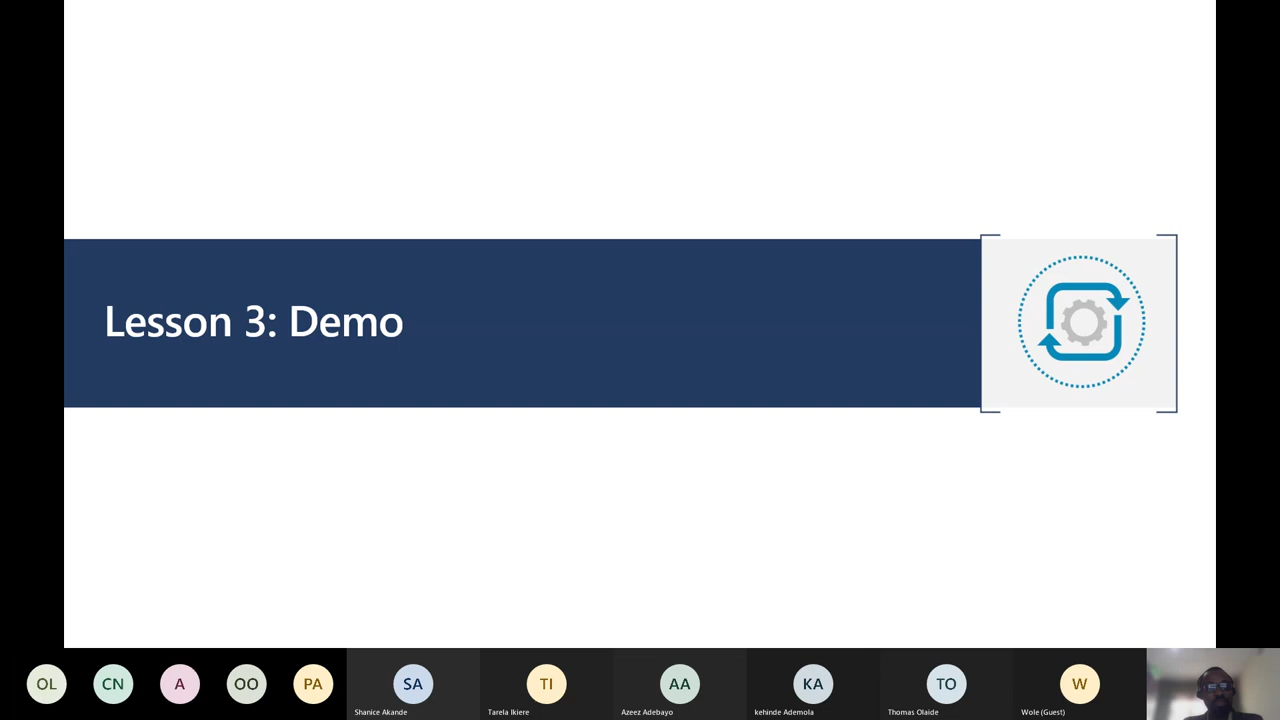 Lesson 3: Demo
OL
CN
A
OO
PA
SA
TI
AA
KA
TO
W
Shanice Akande
Tarela Ikiere
Azeez Adebayo
kehinde Ademola
Thomas Olaide
Wole (Guest)